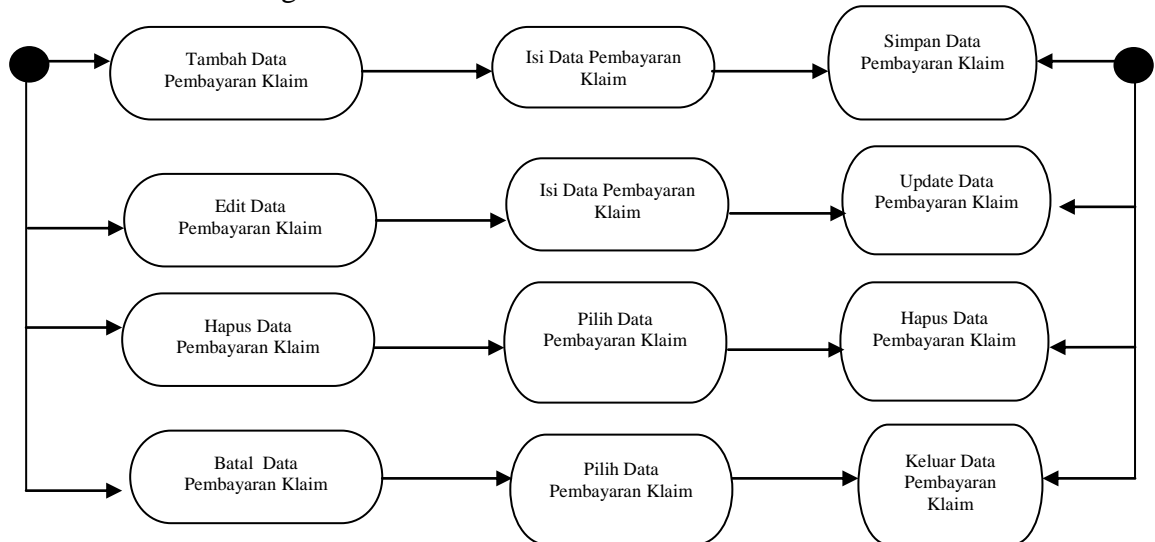 Tambah Data
Pembayaran Klaim
Isi Data Pembayaran
Klaim
Simpan Data
Pembayaran Klaim
Edit Data
Pembayaran Klaim
Isi Data Pembayaran
Klaim
Update Data
Pembayaran Klaim
Hapus Data
Pembayaran Klaim
Pilih Data
Pembayaran Klaim
Hapus Data
Pembayaran Klaim
Batal Data
Pembayaran Klaim
Pilih Data
Pembayaran Klaim
Keluar Data
Pembayaran
Klaim